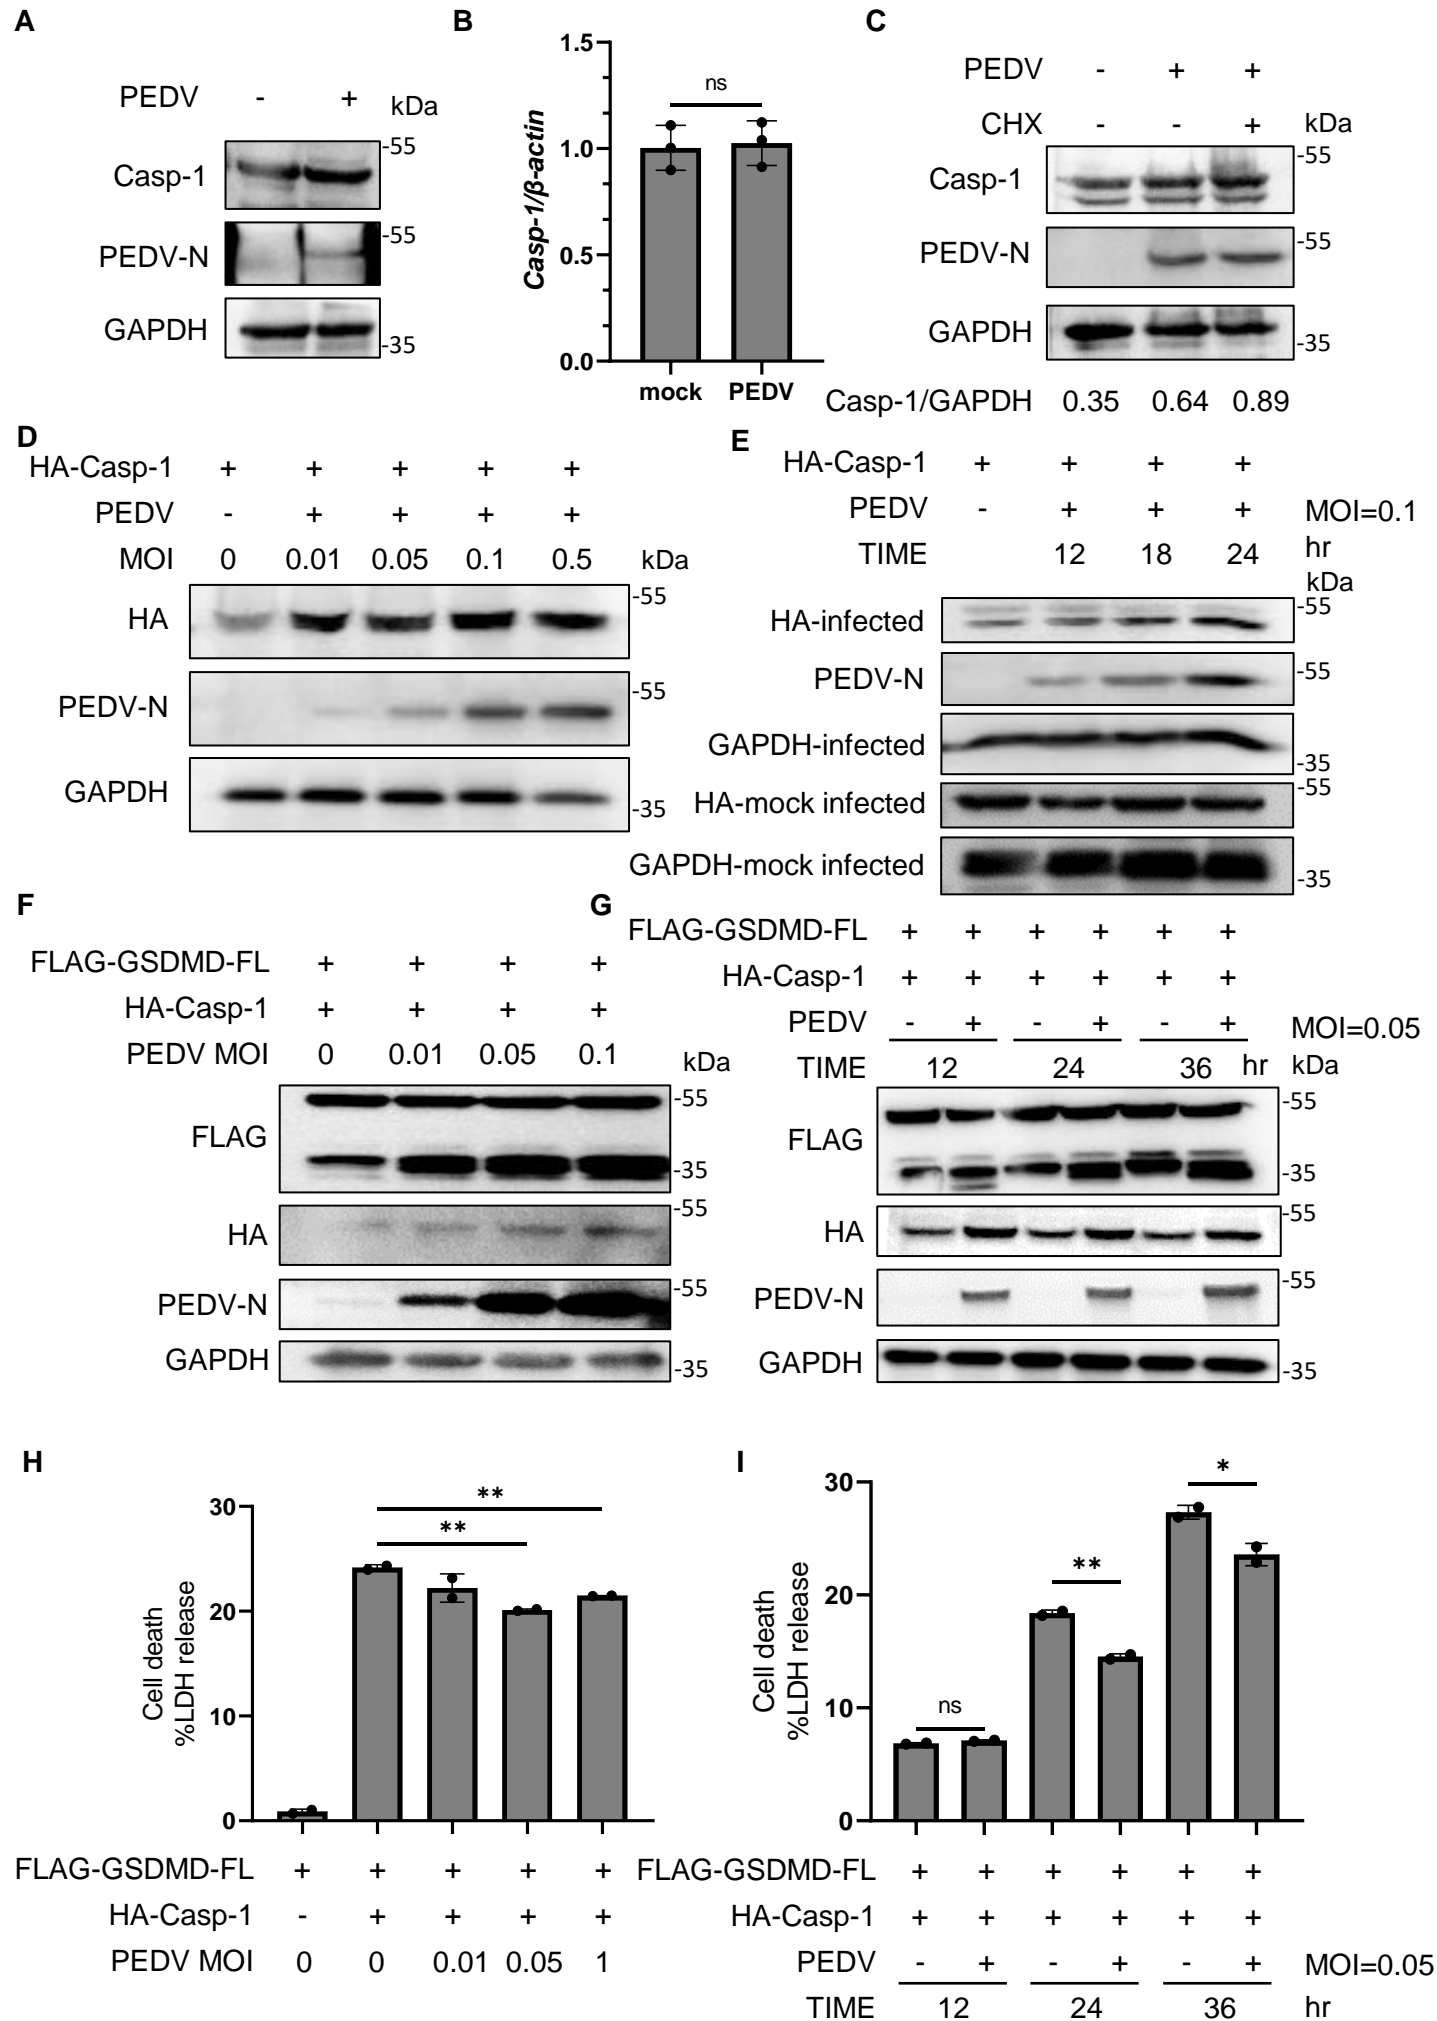 A
PEDV - + kDa
Casp-1 -55
PEDV-N -55
GAPDH -35
B
Casp-1/β-actin
1.5
1.0
0.5
0.0
ns
mock PEDV
C
PEDV - + +
CHX - - + kDa
Casp-1 -55
PEDV-N -55
GAPDH -35
Casp-1/GAPDH 0.35 0.64 0.89
D
HA-Casp-1 + + + + +
PEDV - + + + +
MOI 0 0.01 0.05 0.1 0.5 kDa
HA -55
PEDV-N -55
GAPDH -35
E
HA-Casp-1 + + + +
PEDV - + + + MOI=0.1
TIME 12 18 24 hr
kDa
HA-infected -55
PEDV-N -55
GAPDH-infected -35
HA-mock infected -55
GAPDH-mock infected -35
F
FLAG-GSDMD-FL + + + +
HA-Casp-1 + + + +
PEDV MOI 0 0.01 0.05 0.1 kDa
FLAG -55
-35
HA -55
PEDV-N -55
GAPDH -35
G
FLAG-GSDMD-FL + + + + + +
HA-Casp-1 + + + + + +
PEDV - + - + - + MOI=0.05
TIME 12 24 36 hr kDa
FLAG -55
-35
HA -55
PEDV-N -55
GAPDH -35
H
Cell death
%LDH release
30
20
10
0
**
**
FLAG-GSDMD-FL + + + + +
HA-Casp-1 - + + + +
PEDV MOI 0 0 0.01 0.05 1
I
Cell death
%LDH release
30
20
10
0
ns
**
*
FLAG-GSDMD-FL + + + + + +
HA-Casp-1 + + + + + +
PEDV - + - + - + MOI=0.05
TIME 12 24 36 hr